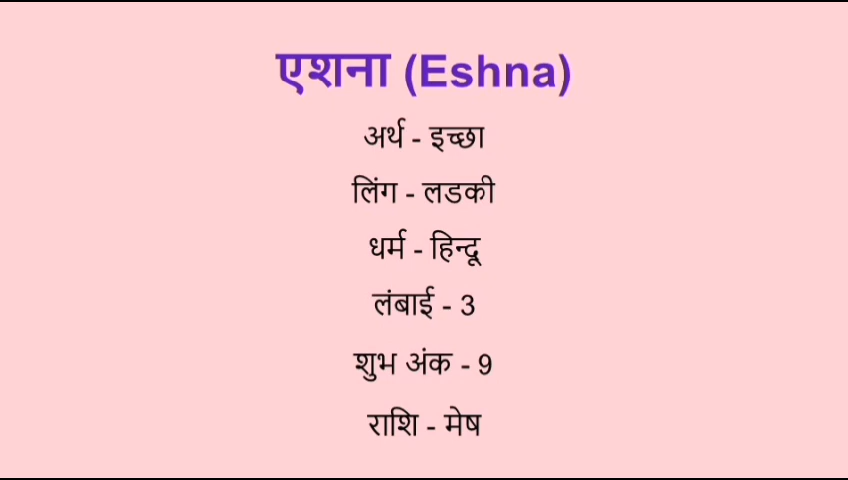 एशना (Eshna)
अर्थ - इच्छा
लिंग - लडकी
धर्म - हिन्दू
लंबाई - 3
शुभ अंक - 9
राशि - मेष